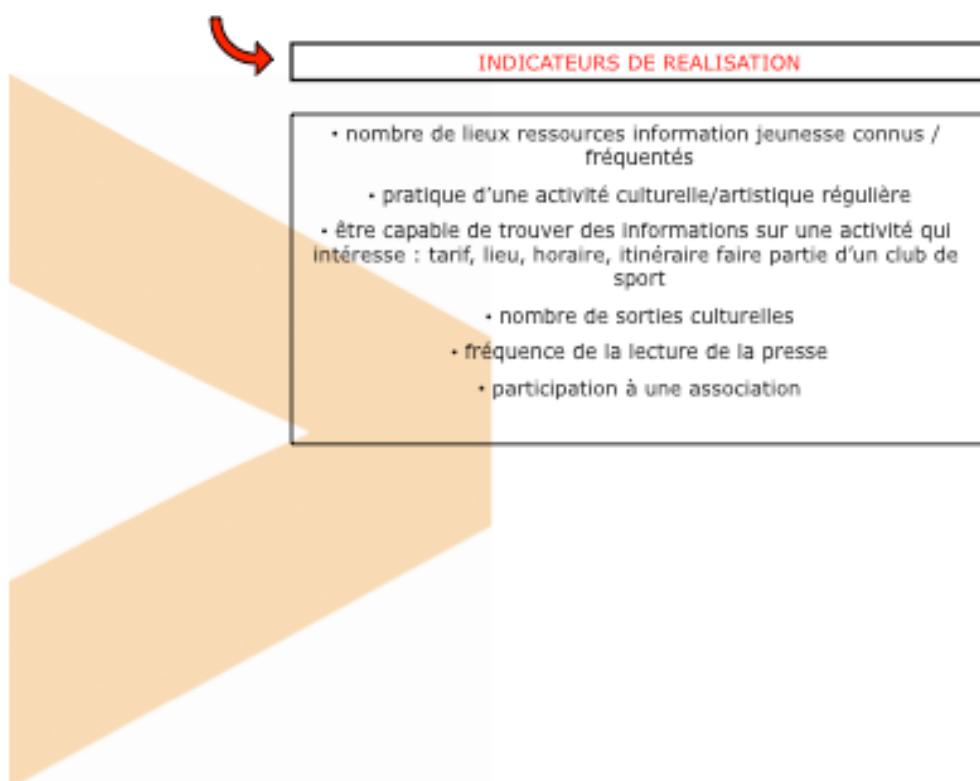 INDICATEURS DE REALISATION
• nombre de lieux ressources information jeunesse connus /
fréquentés
• pratique d'une activité culturelle/artistique régulière
• être capable de trouver des informations sur une activité qui
intéresse : tarif, lieu, horaire, itinéraire faire partie d'un club de
sport
• nombre de sorties culturelles
• fréquence de la lecture de la presse
• participation à une association